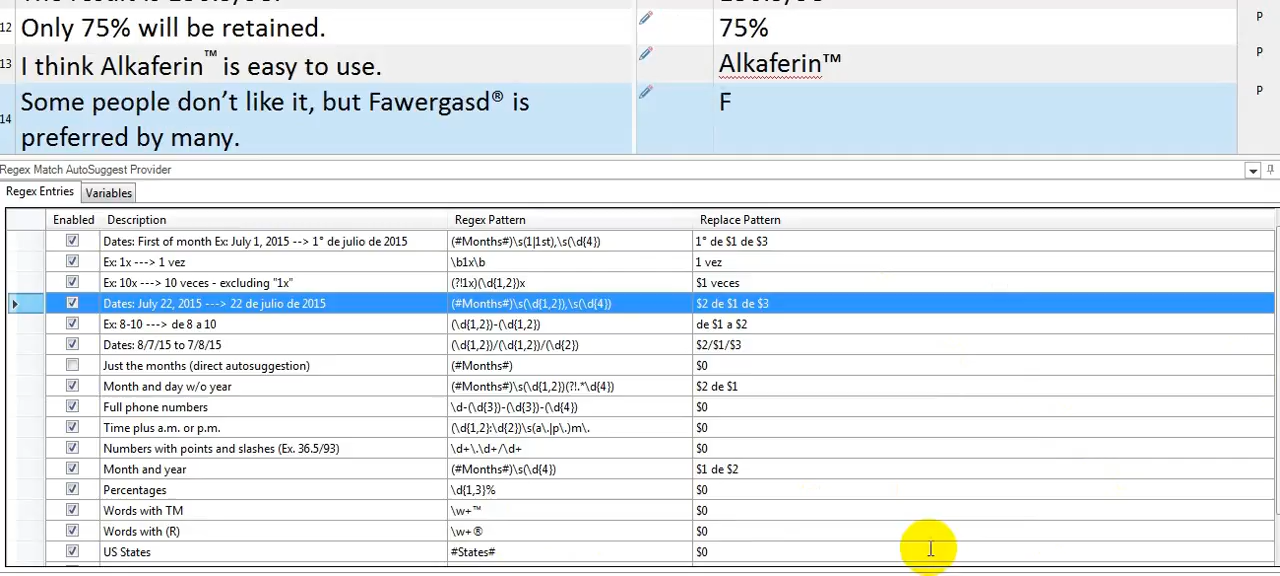 12 Only 75% will be retained. 75% P
13 I think Alkaferin™ is easy to use. Alkaferin™ P
14 Some people don’t like it, but Fawergasd® is F P
preferred by many.
Regex Match AutoSuggest Provider
Regex Entries Variables
Enabled Description Regex Pattern Replace Pattern
Dates: First of month Ex: July 1, 2015 --> 1° de julio de 2015 (#Months#)\s(1|1st),\s(\d{4}) 1° de $1 de $3
Ex: 1x ---> 1 vez \b1x\b 1 vez
Ex: 10x ---> 10 veces - excluding "1x" (?!1x)(\d{1,2})x $1 veces
Dates: July 22, 2015 ---> 22 de julio de 2015 (#Months#)\s(\d{1,2}),\s(\d{4}) $2 de $1 de $3
Ex: 8-10 ---> de 8 a 10 (\d{1,2})-(\d{1,2}) de $1 a $2
Dates: 8/7/15 to 7/8/15 (\d{1,2})/(\d{1,2})/(\d{2}) $2/$1/$3
Just the months (direct autosuggestion) (#Months#) $0
Month and day w/o year (#Months#)\s(\d{1,2})(?!.*\d{4}) $2 de $1
Full phone numbers \d-(\d{3})-(\d{3})-(\d{4}) $0
Time plus a.m. or p.m. (\d{1,2}:\d{2})\s(a\.|p\.)m\. $0
Numbers with points and slashes (Ex. 36.5/93) \d+\.\d+/\d+ $0
Month and year (#Months#)\s(\d{4}) $1 de $2
Percentages \d{1,3}% $0
Words with TM \w+™ $0
Words with (R) \w+® $0
US States #States# $0